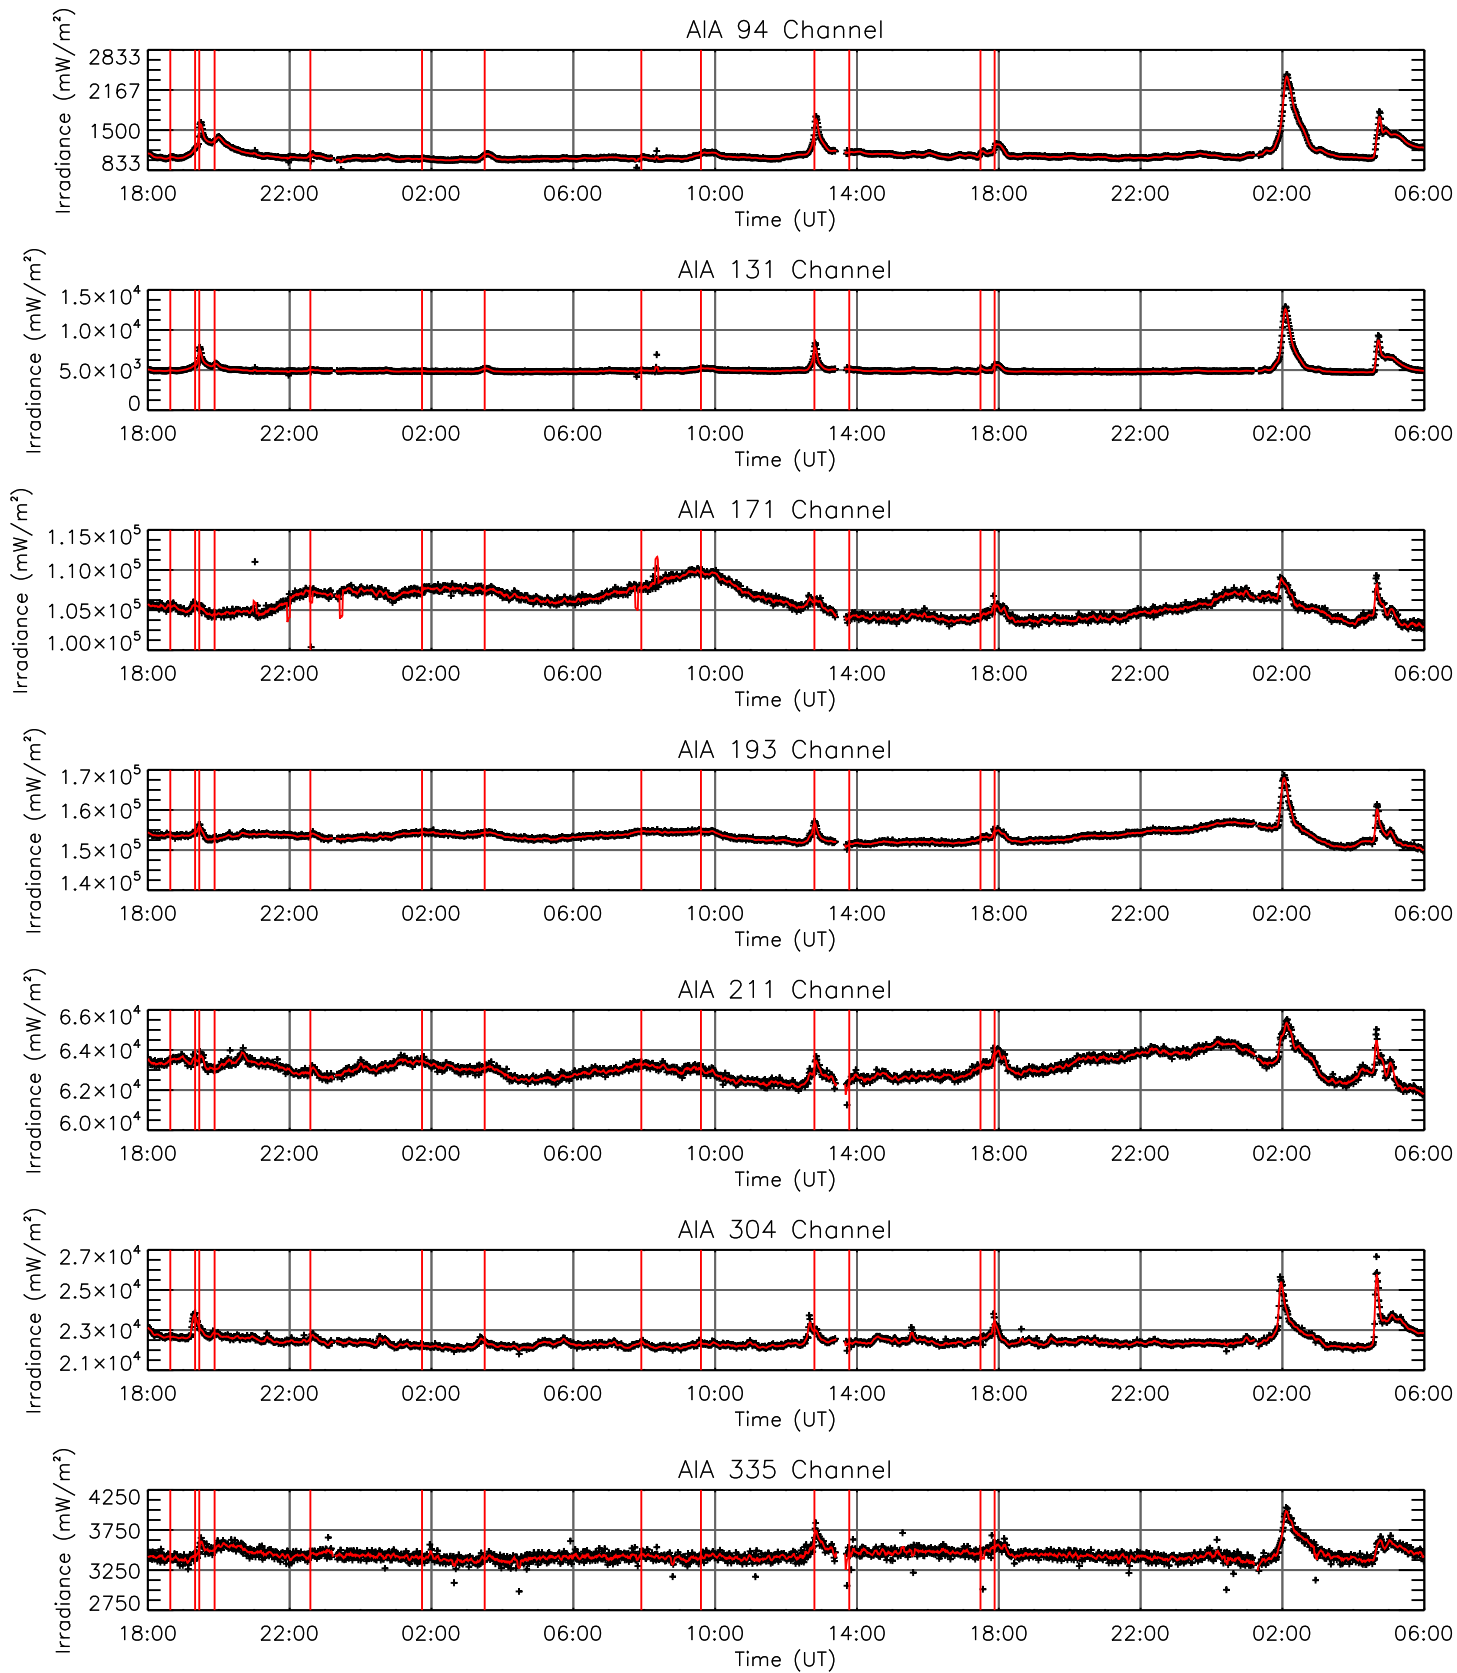 AIA 94 Channel
Irradiance (mW/m²)
2833
2167
1500
833
18:00 22:00 02:00 06:00 10:00 14:00 18:00 22:00 02:00 06:00
Time (UT)
AIA 131 Channel
Irradiance (mW/m²)
1.5×10⁴
1.0×10⁴
5.0×10³
0
18:00 22:00 02:00 06:00 10:00 14:00 18:00 22:00 02:00 06:00
Time (UT)
AIA 171 Channel
Irradiance (mW/m²)
1.15×10⁵
1.10×10⁵
1.05×10⁵
1.00×10⁵
18:00 22:00 02:00 06:00 10:00 14:00 18:00 22:00 02:00 06:00
Time (UT)
AIA 193 Channel
Irradiance (mW/m²)
1.7×10⁵
1.6×10⁵
1.5×10⁵
1.4×10⁵
18:00 22:00 02:00 06:00 10:00 14:00 18:00 22:00 02:00 06:00
Time (UT)
AIA 211 Channel
Irradiance (mW/m²)
6.6×10⁴
6.4×10⁴
6.2×10⁴
6.0×10⁴
18:00 22:00 02:00 06:00 10:00 14:00 18:00 22:00 02:00 06:00
Time (UT)
AIA 304 Channel
Irradiance (mW/m²)
2.7×10⁴
2.5×10⁴
2.3×10⁴
2.1×10⁴
18:00 22:00 02:00 06:00 10:00 14:00 18:00 22:00 02:00 06:00
Time (UT)
AIA 335 Channel
Irradiance (mW/m²)
4250
3750
3250
2750
18:00 22:00 02:00 06:00 10:00 14:00 18:00 22:00 02:00 06:00
Time (UT)